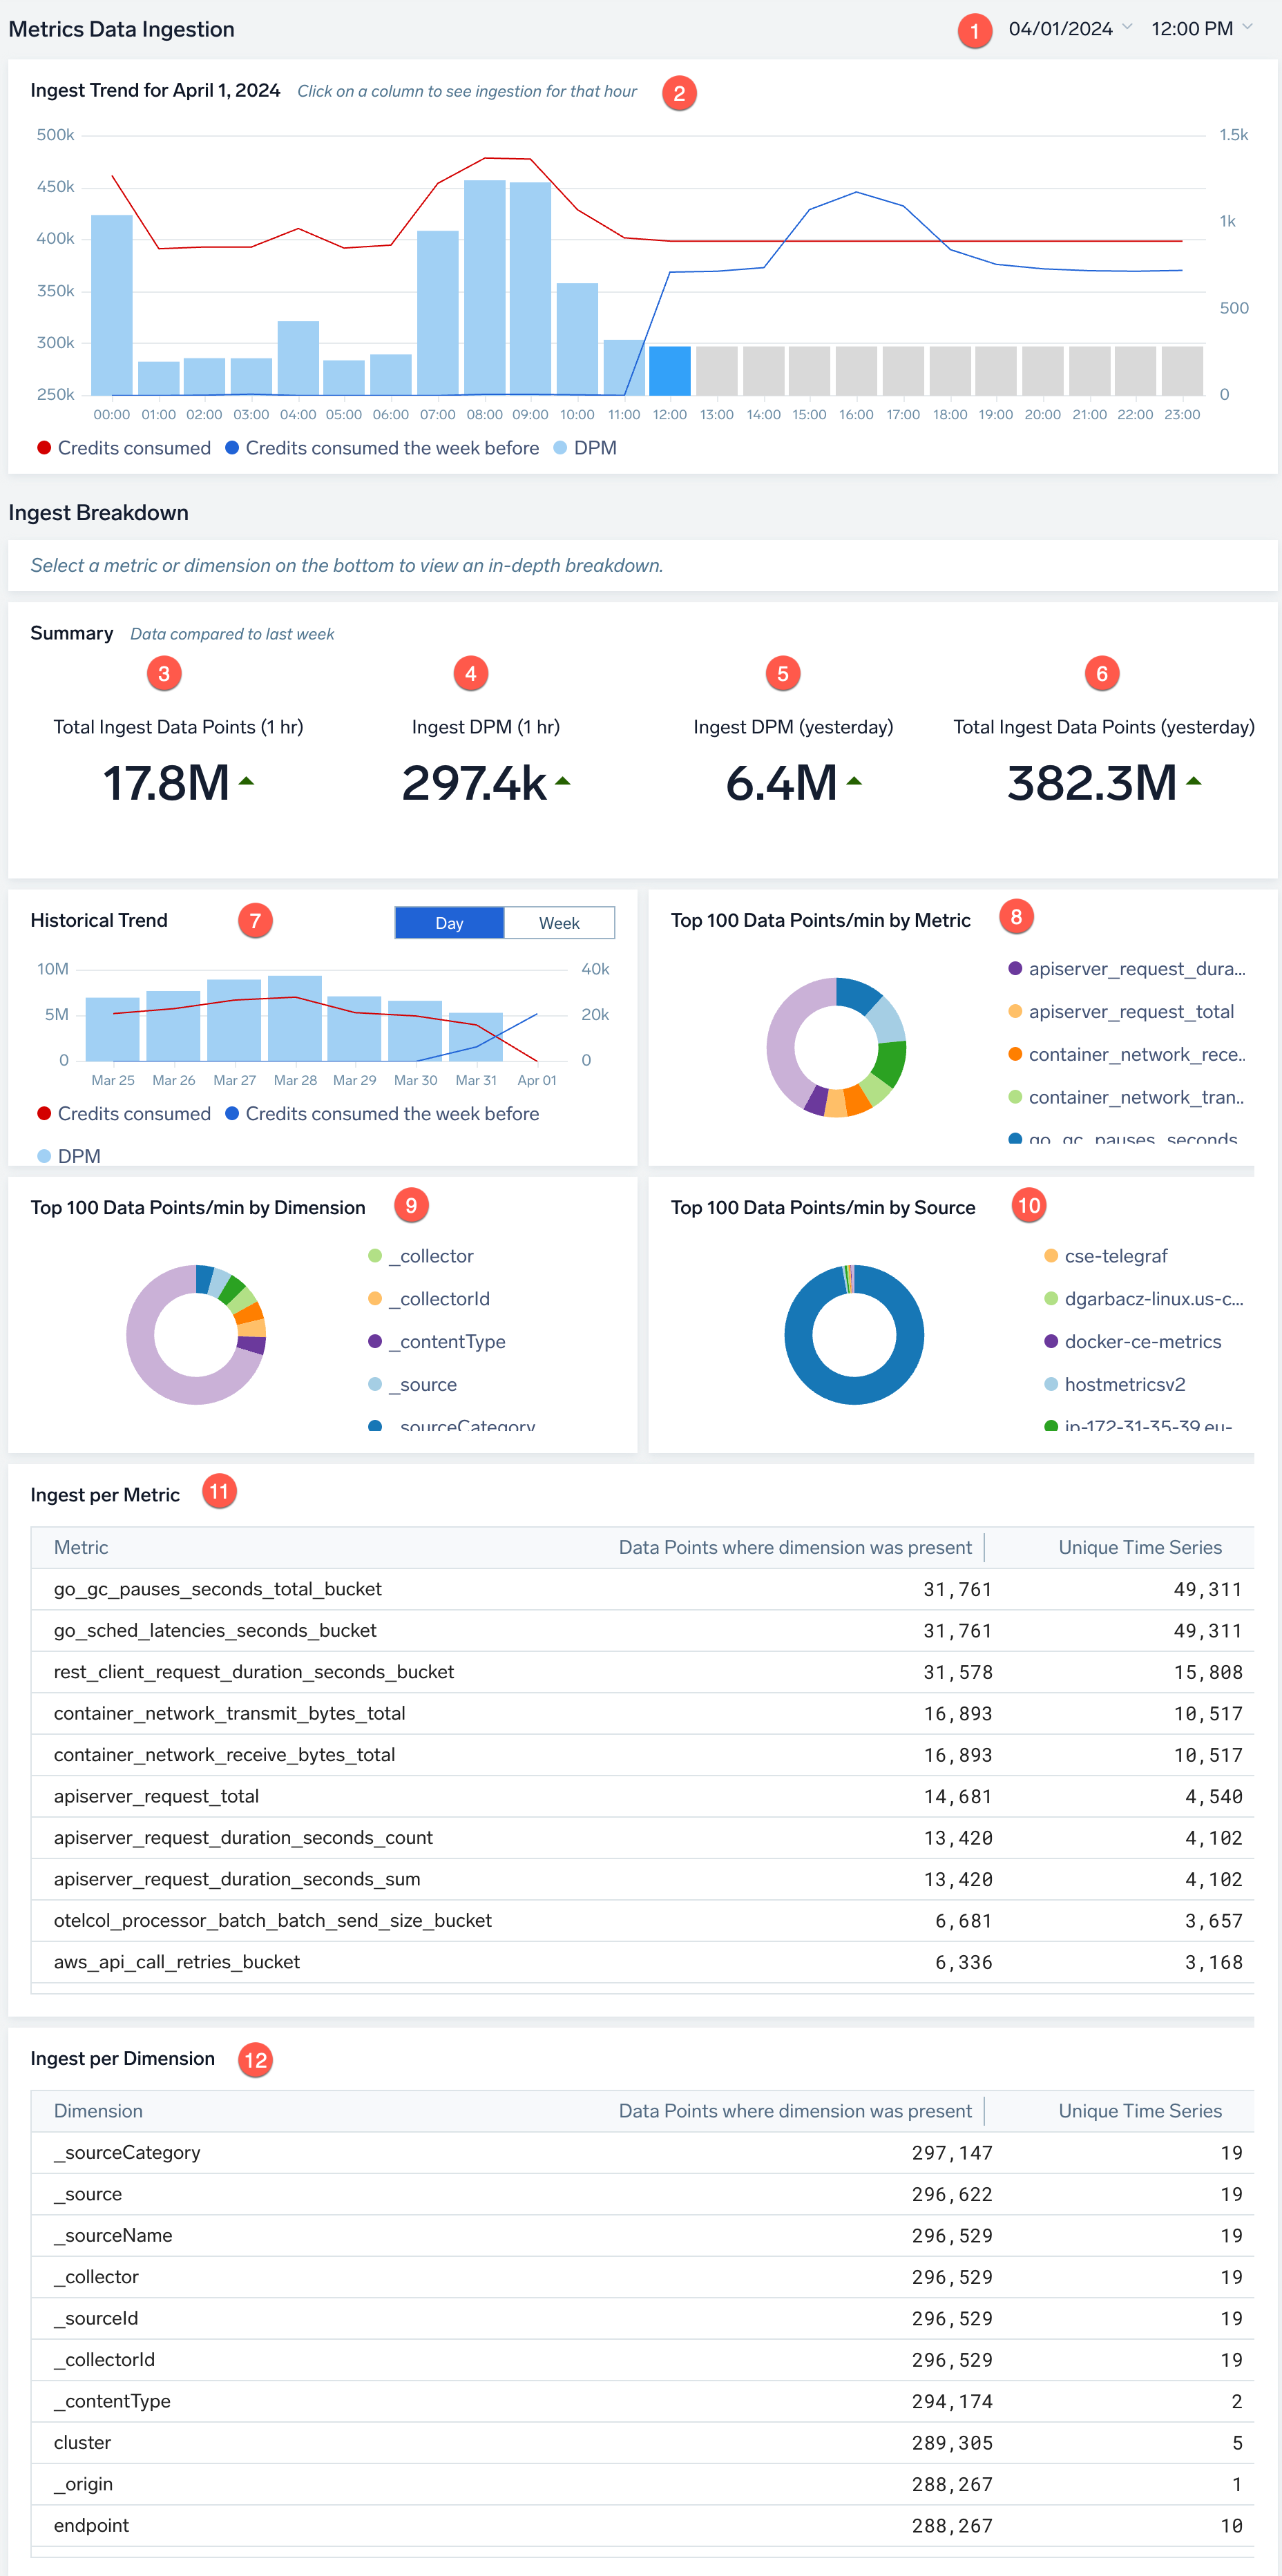 Metrics Data Ingestion
1 04/01/2024 12:00 PM
Ingest Trend for April 1, 2024 Click on a column to see ingestion for that hour 2
500k 1.5k
450k
400k 1k
350k
300k 500
250k 0
00:00 01:00 02:00 03:00 04:00 05:00 06:00 07:00 08:00 09:00 10:00 11:00 12:00 13:00 14:00 15:00 16:00 17:00 18:00 19:00 20:00 21:00 22:00 23:00
Credits consumed Credits consumed the week before DPM
Ingest Breakdown
Select a metric or dimension on the bottom to view an in-depth breakdown.
Summary Data compared to last week
3 4 5 6
Total Ingest Data Points (1 hr) Ingest DPM (1 hr) Ingest DPM (yesterday) Total Ingest Data Points (yesterday)
17.8M 297.4k 6.4M 382.3M
Historical Trend 7 Day Week
10M 40k
5M 20k
0 0
Mar 25 Mar 26 Mar 27 Mar 28 Mar 29 Mar 30 Mar 31 Apr 01
Credits consumed Credits consumed the week before
DPM
Top 100 Data Points/min by Metric 8
apiserver_request_dura...
apiserver_request_total
container_network_rece..
container_network_tran..
go_gc_pauses_seconds
Top 100 Data Points/min by Dimension 9
_collector
_collectorId
_contentType
_source
_sourceCategory
Top 100 Data Points/min by Source 10
cse-telegraf
dgarbacz-linux.us-c...
docker-ce-metrics
hostmetricsv2
ip-172-31-35-39.eu-
Ingest per Metric 11
Metric Data Points where dimension was present Unique Time Series
go_gc_pauses_seconds_total_bucket 31,761 49,311
go_sched_latencies_seconds_bucket 31,761 49,311
rest_client_request_duration_seconds_bucket 31,578 15,808
container_network_transmit_bytes_total 16,893 10,517
container_network_receive_bytes_total 16,893 10,517
apiserver_request_total 14,681 4,540
apiserver_request_duration_seconds_count 13,420 4,102
apiserver_request_duration_seconds_sum 13,420 4,102
otelcol_processor_batch_batch_send_size_bucket 6,681 3,657
aws_api_call_retries_bucket 6,336 3,168
Ingest per Dimension 12
Dimension Data Points where dimension was present Unique Time Series
_sourceCategory 297,147 19
_source 296,622 19
_sourceName 296,529 19
_collector 296,529 19
_sourceId 296,529 19
_collectorId 296,529 19
_contentType 294,174 2
cluster 289,305 5
_origin 288,267 1
endpoint 288,267 10